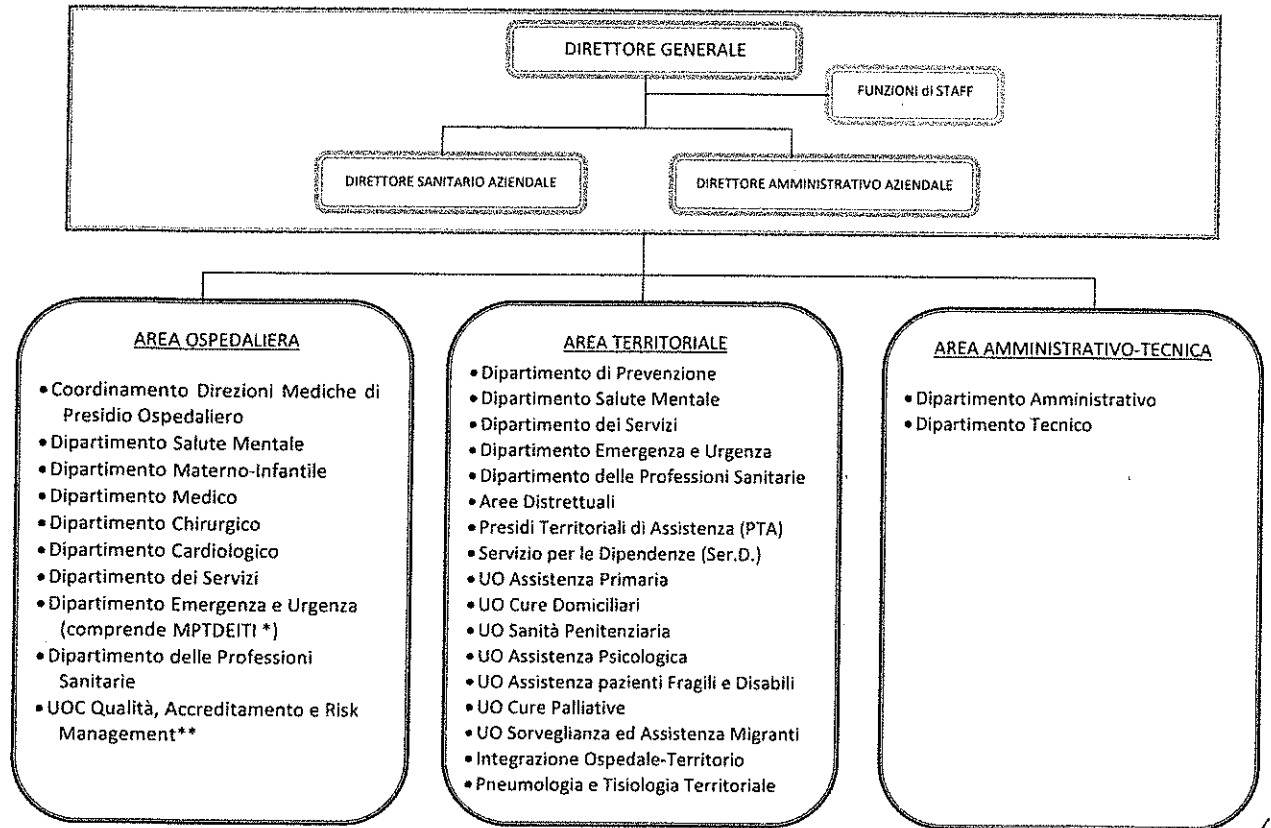 DIRETTORE GENERALE
FUNZIONI di STAFF
DIRETTORE SANITARIO AZIENDALE
DIRETTORE AMMINISTRATIVO AZIENDALE
AREA OSPEDALIERA
•Coordinamento Direzioni Mediche di
Presidio Ospedaliero
•Dipartimento Salute Mentale
•Dipartimento Materno-Infantile
•Dipartimento Medico
•Dipartimento Chirurgico
•Dipartimento Cardiologico
•Dipartimento dei Servizi
•Dipartimento Emergenza e Urgenza
(comprende MPTDEITI *)
•Dipartimento delle Professioni
Sanitarie
•UOC Qualità, Accreditamento e Risk
Management**
AREA TERRITORIALE
•Dipartimento di Prevenzione
•Dipartimento Salute Mentale
•Dipartimento dei Servizi
•Dipartimento Emergenza e Urgenza
•Dipartimento delle Professioni Sanitarie
•Aree Distrettuali
•Presidi Territoriali di Assistenza (PTA)
•Servizio per le Dipendenze (Ser.D.)
•UO Assistenza Primaria
•UO Cure Domiciliari
•UO Sanità Penitenziaria
•UO Assistenza Psicologica
•UO Assistenza pazienti Fragili e Disabili
•UO Cure Palliative
•UO Sorveglianza ed Assistenza Migranti
•Integrazione Ospedale-Territorio
•Pneumologia e Tisiologia Territoriale
AREA AMMINISTRATIVO-TECNICA
•Dipartimento Amministrativo
•Dipartimento Tecnico